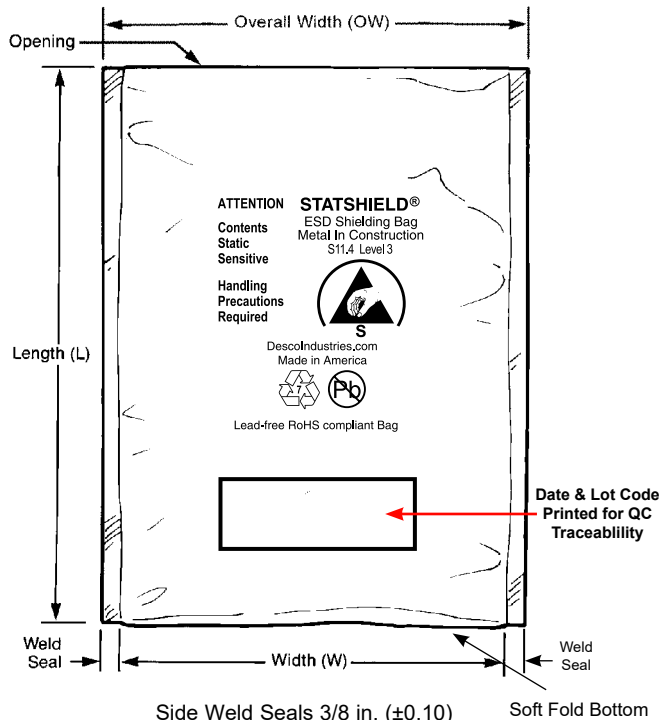 Overall Width (OW)
Opening
ATTENTION
Contents
Static
Sensitive
Handling
Precautions
Required
STATSHIELD®
ESD Shielding Bag
Metal In Construction
S11.4 Level 3
S
DescoIndustries.com
Made in America
7
Pb
Lead-free RoHS compliant Bag
Length (L)
Date & Lot Code
Printed for QC
Traceablility
Weld
Seal
Width (W)
Weld
Seal
Side Weld Seals 3/8 in. (±0.10)
Soft Fold Bottom